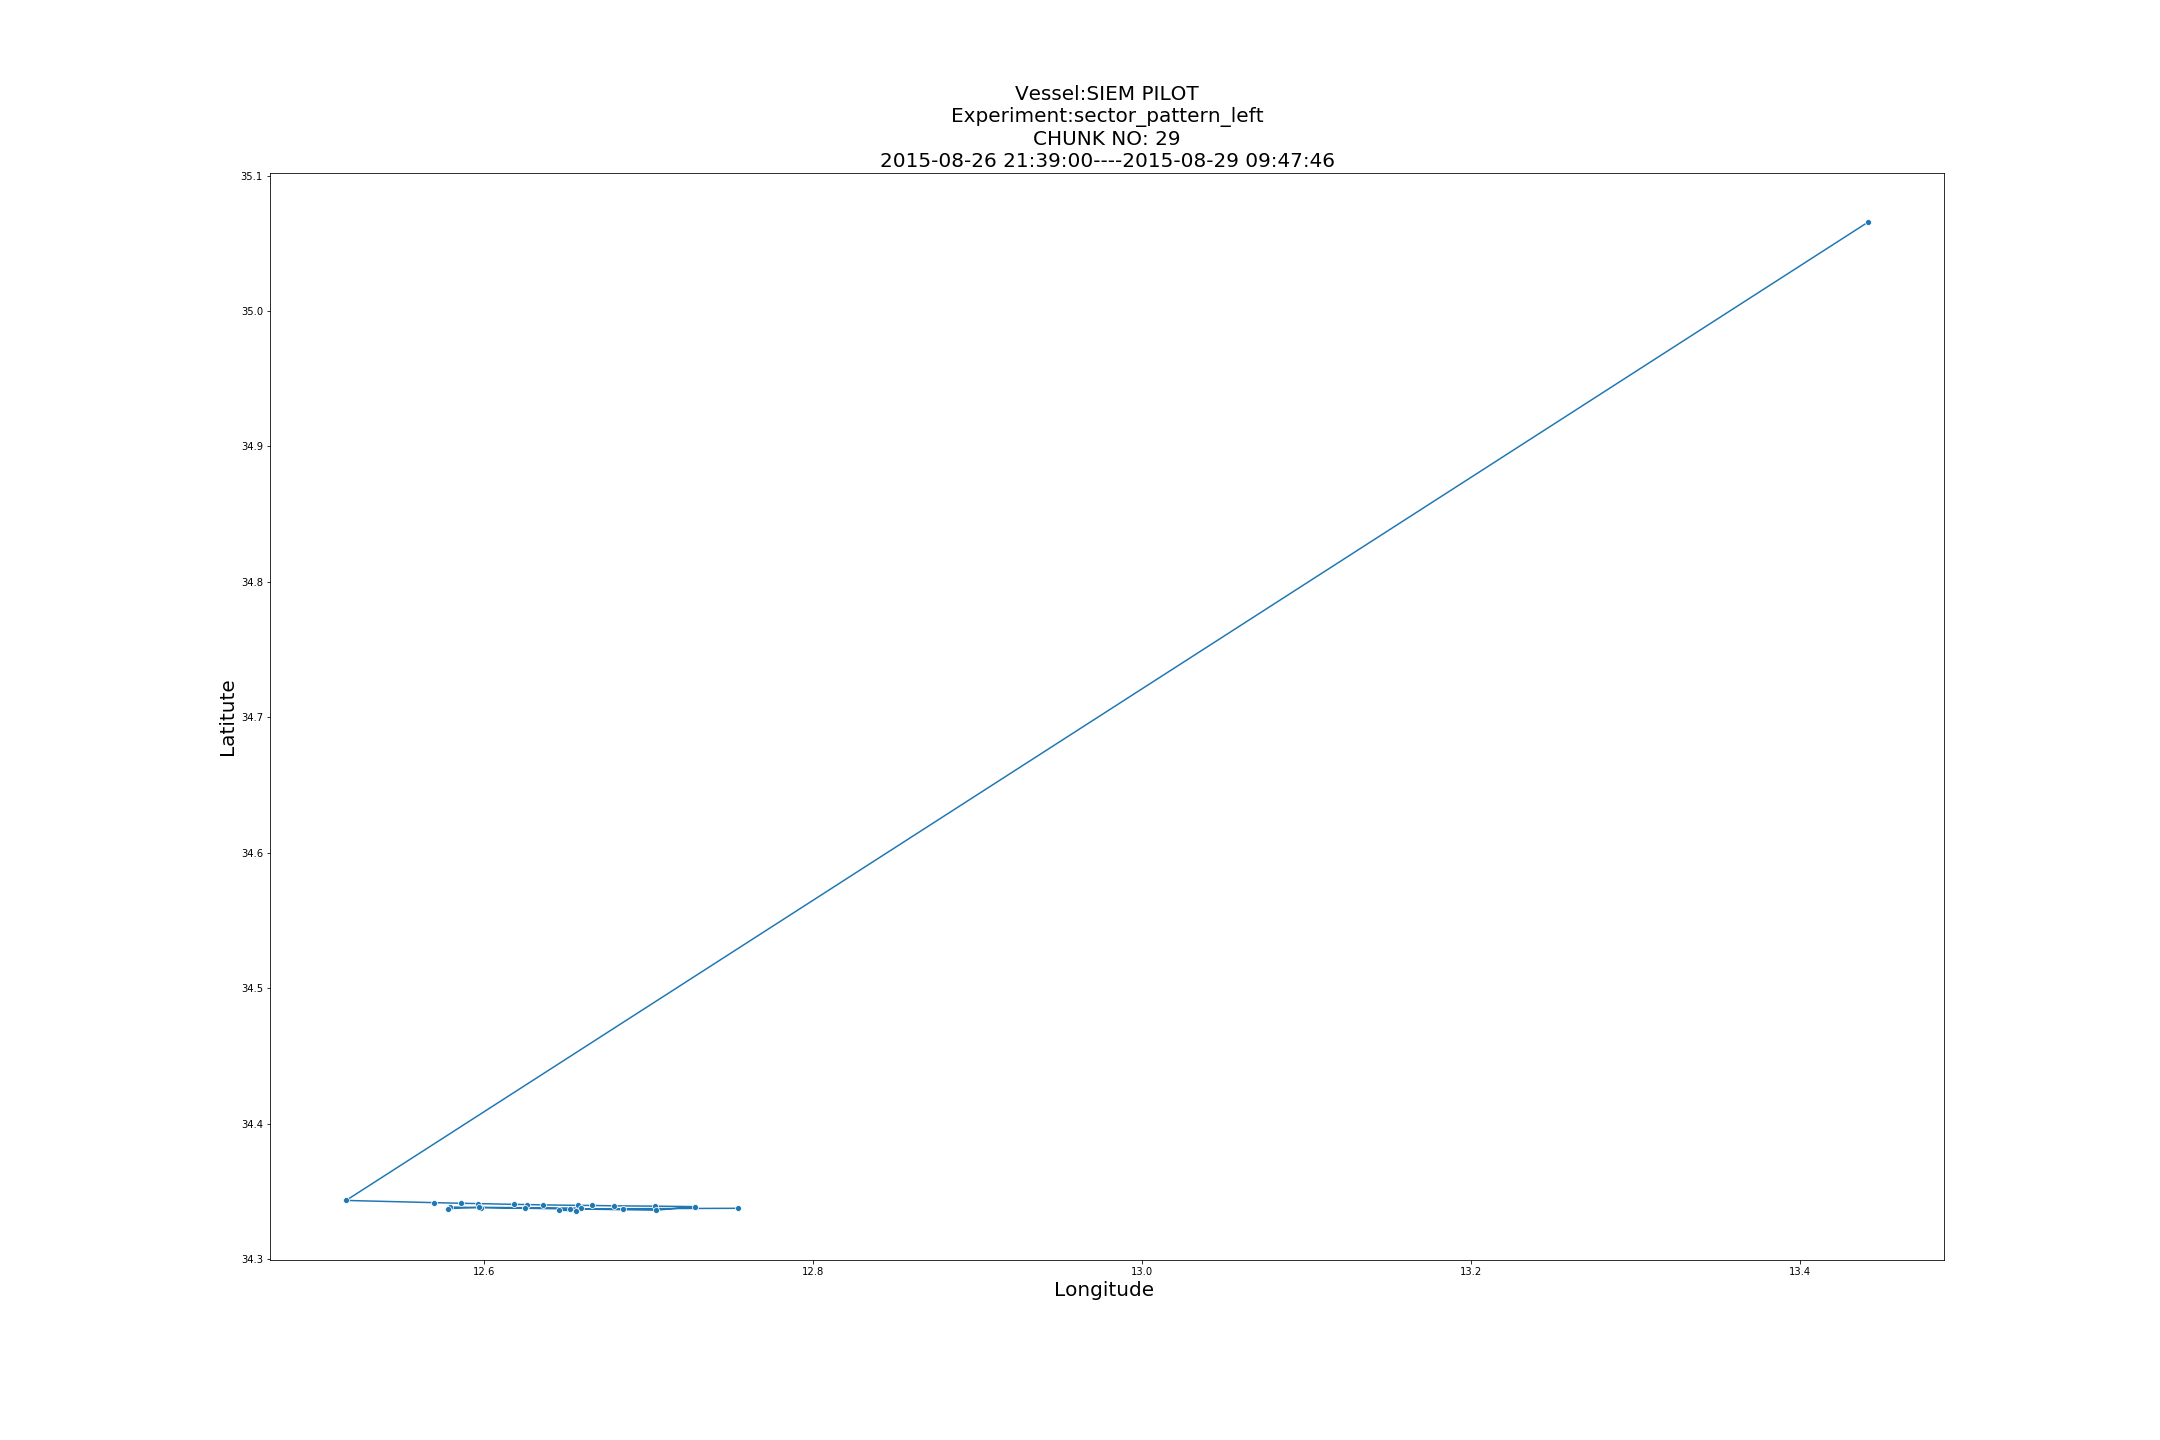 Vessel:SIEM PILOT
Experiment:sector_pattern_left
CHUNK NO: 29
2015-08-26 21:39:00----2015-08-29 09:47:46
35.1
35.0
34.9
34.8
34.7
34.6
34.5
34.4
34.3
Latitute
12.6
12.8
13.0
13.2
13.4
Longitude